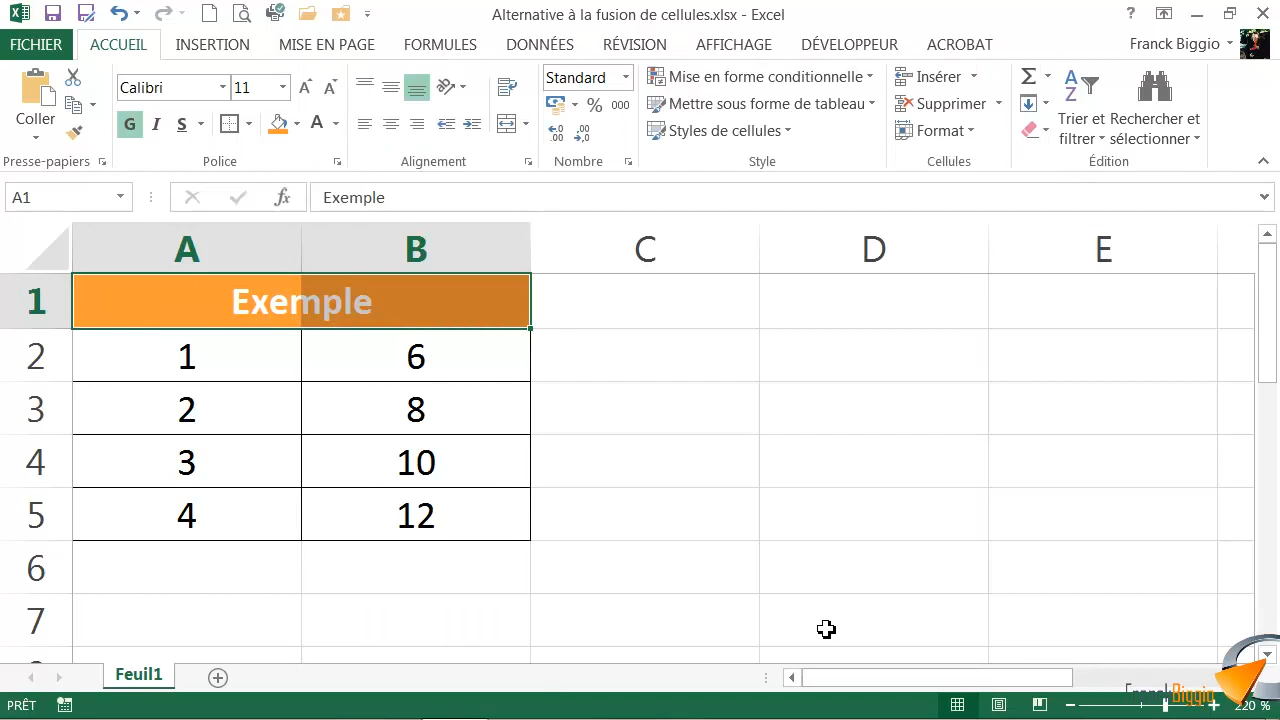 Alternative à la fusion de cellules.xlsx - Excel
?
FICHIER ACCUEIL INSERTION MISE EN PAGE FORMULES DONNÉES RÉVISION AFFICHAGE DÉVELOPPEUR ACROBAT Franck Biggio
Coller
Presse-papiers
Calibri 11
G I S A
Police
Alignement
Standard
% 000
Nombre
Mise en forme conditionnelle
Mettre sous forme de tableau
Styles de cellules
Style
Insérer
Supprimer
Format
Cellules
Σ
Trier et filtrer
Rechercher et sélectionner
Édition
A1 fx Exemple
A B C D E
1 Exemple
2 1 6
3 2 8
4 3 10
5 4 12
6
7
Feuil1
FranckBiggio
PRÊT 220 %